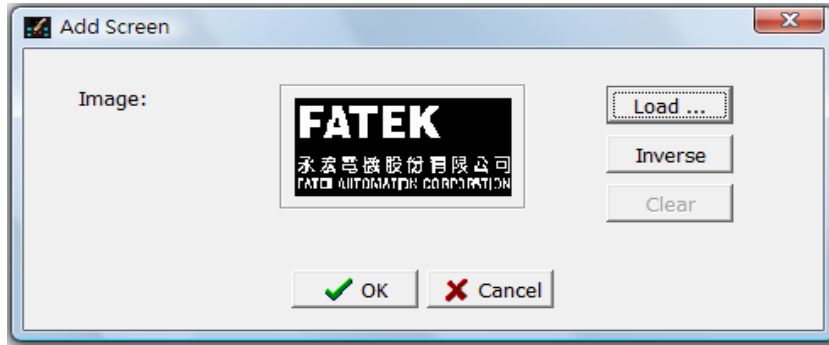 Add Screen
Image:
FATEK
永宏電機股份有限公司
FATEK AUTOMATION CORPORATION
Load ...
Inverse
Clear
OK
Cancel